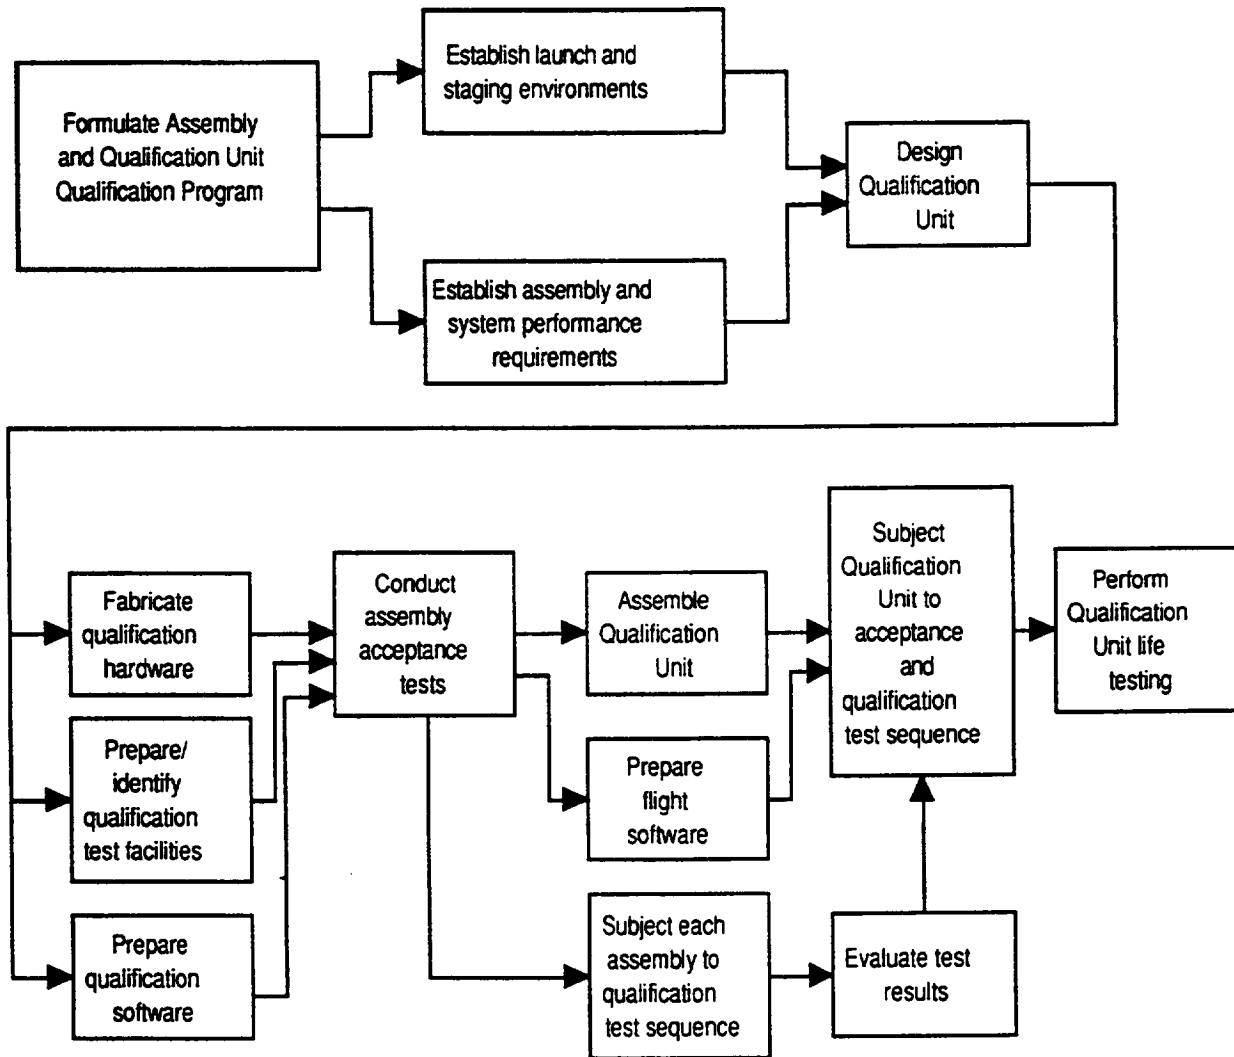 Formulate Assembly
and Qualification Unit
Qualification Program
Establish launch and
staging environments
Establish assembly and
system performance
requirements
Design
Qualification
Unit
Fabricate
qualification
hardware
Prepare/
identify
qualification
test facilities
Prepare
qualification
software
Conduct
assembly
acceptance
tests
Assemble
Qualification
Unit
Prepare
flight
software
Subject each
assembly to
qualification
test sequence
Evaluate test
results
Subject
Qualification
Unit to
acceptance
and
qualification
test sequence
Perform
Qualification
Unit life
testing